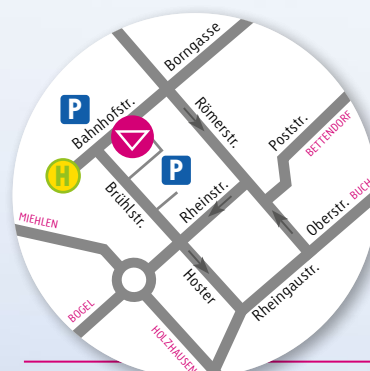 Borngasse
P
Bahnhofstr.
Römerstr.
Poststr.
BETTENDORF
P
H
Brühlstr.
Rheinstr.
MIEHLEN
Oberstr.
BUCH
Hoster
Rheingaustr.
BOGEL
HOLZHAUSEN